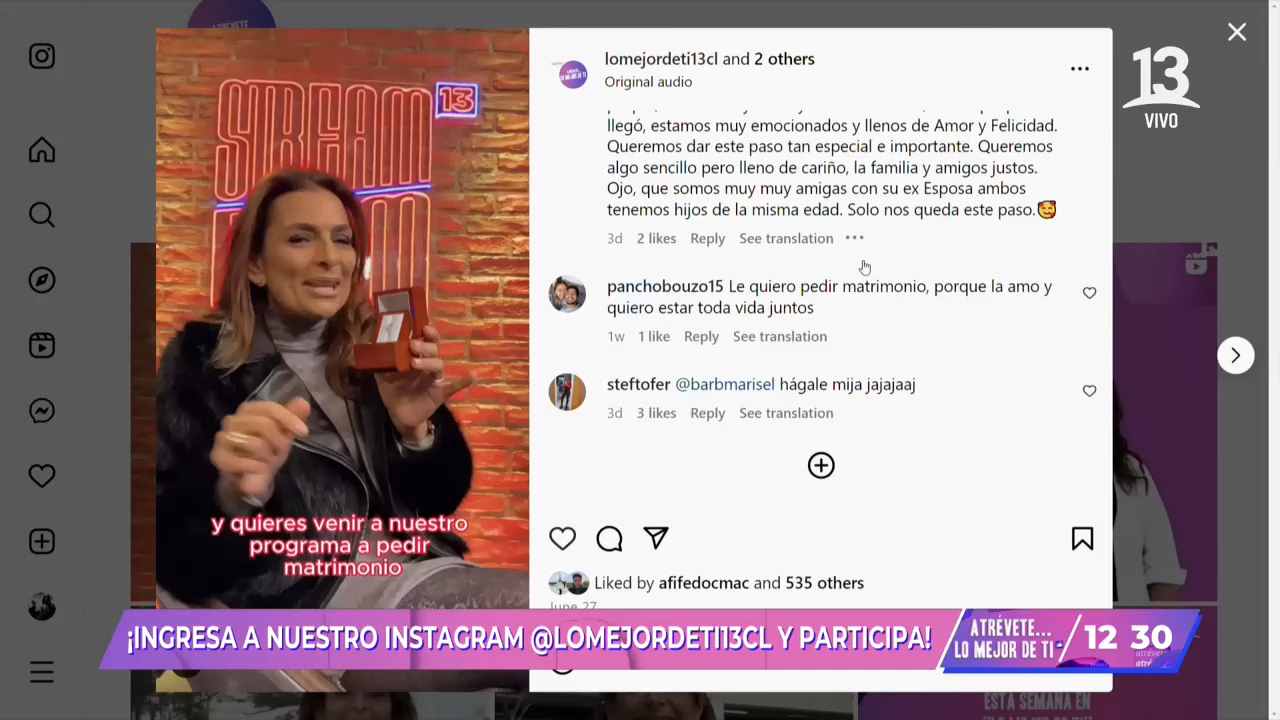 lomejordeti13cl and 2 others
Original audio
13
VIVO
STREAM
13
llegó, estamos muy emocionados y llenos de Amor y Felicidad.
Queremos dar este paso tan especial e importante. Queremos
algo sencillo pero lleno de cariño, la familia y amigos justos.
Ojo, que somos muy muy amigas con su ex Esposa ambos
tenemos hijos de la misma edad. Solo nos queda este paso.🥰
3d 2 likes Reply See translation
panchobouzo15 Le quiero pedir matrimonio, porque la amo y
quiero estar toda vida juntos
1w 1 like Reply See translation
steftofer @barbmarisel hágale mija jajajaaj
3d 3 likes Reply See translation
y quieres venir a nuestro
programa a pedir
matrimonio
Liked by afifedocmac and 535 others
June 27
¡INGRESA A NUESTRO INSTAGRAM @LOMEJORDETI13CL Y PARTICIPA!
ATRÉVETE...
LO MEJOR DE TI
12 30
ESTA SEMANA EN